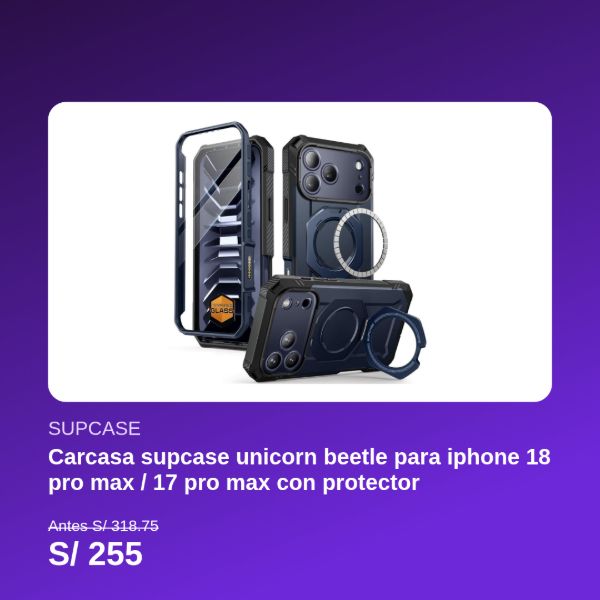 GLASS
SUPCASE
Carcasa supcase unicorn beetle para iphone 18
pro max / 17 pro max con protector
Antes S/ 318.75
S/ 255